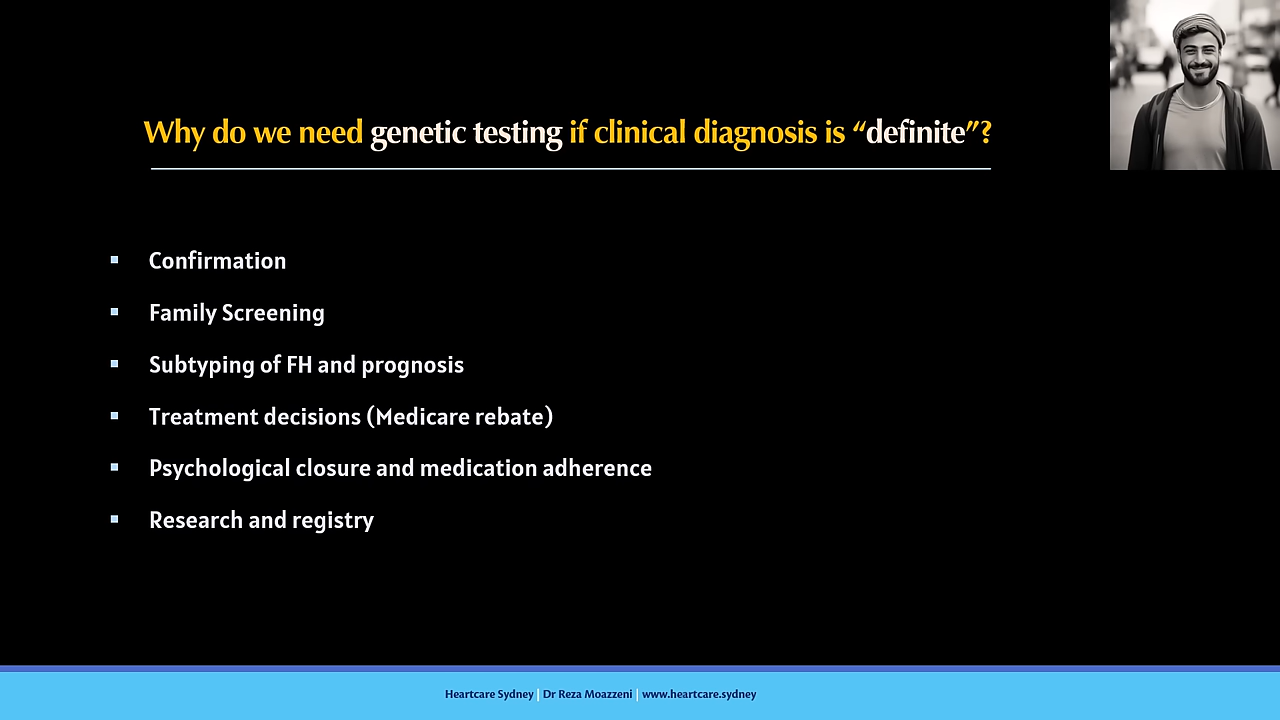 Why do we need genetic testing if clinical diagnosis is “definite”?
Confirmation
Family Screening
Subtyping of FH and prognosis
Treatment decisions (Medicare rebate)
Psychological closure and medication adherence
Research and registry
Heartcare Sydney | Dr Reza Moazzeni | www.heartcare.sydney